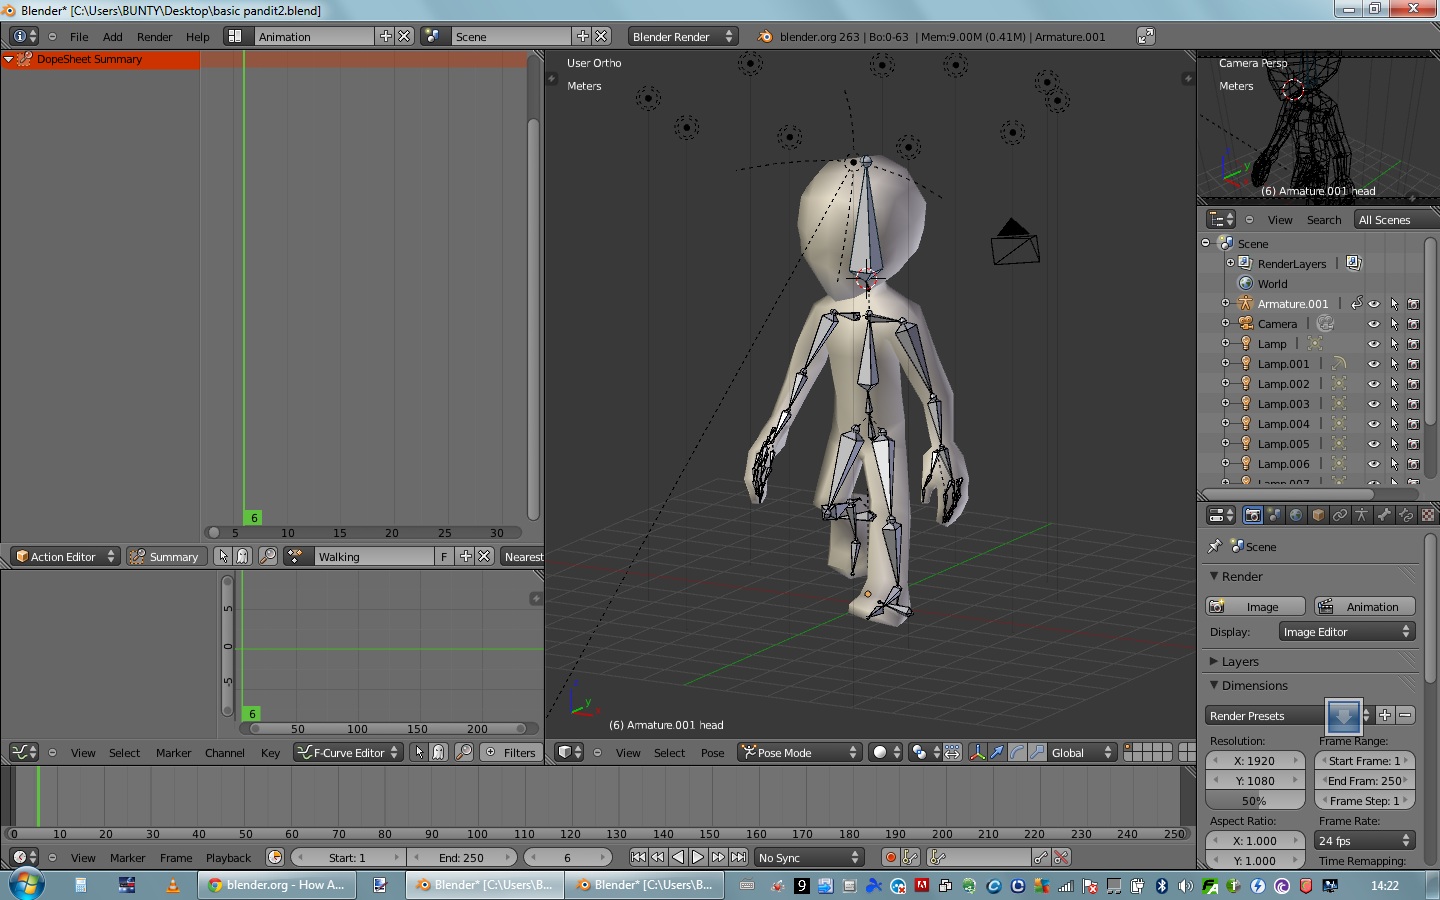 Blender* [C:\Users\BUNTY\Desktop\basic pandit2.blend]
File Add Render Help Animation Scene Blender Render blender.org 263 | Bo:0-63 | Mem:9.00M (0.41M) | Armature.001
DopeSheet Summary
6
5 10 15 20 25 30
Action Editor Summary Walking F Nearest
5
0
-5
6
50 100 150 200
View Select Marker Channel Key F-Curve Editor Filters
User Ortho
Meters
(6) Armature.001 head
View Select Pose Pose Mode Global
Camera Persp
Meters
(6) Armature.001 head
View Search All Scenes
Scene
RenderLayers |
World
Armature.001 |
Camera |
Lamp |
Lamp.001 |
Lamp.002 |
Lamp.003 |
Lamp.004 |
Lamp.005 |
Lamp.006 |
Lamp.007
Scene
Render
Image Animation
Display: Image Editor
Layers
Dimensions
Render Presets
Resolution: Frame Range:
X: 1920 Start Frame: 1
Y: 1080 End Fram: 250
50% Frame Step: 1
Aspect Ratio: Frame Rate:
X: 1.000 24 fps
Y: 1.000 Time Remapping:
0 10 20 30 40 50 60 70 80 90 100 110 120 130 140 150 160 170 180 190 200 210 220 230 240 250
View Marker Frame Playback Start: 1 End: 250 6 No Sync
blender.org - How A... Blender* [C:\Users\B... Blender* [C:\Users\B... 9 14:22